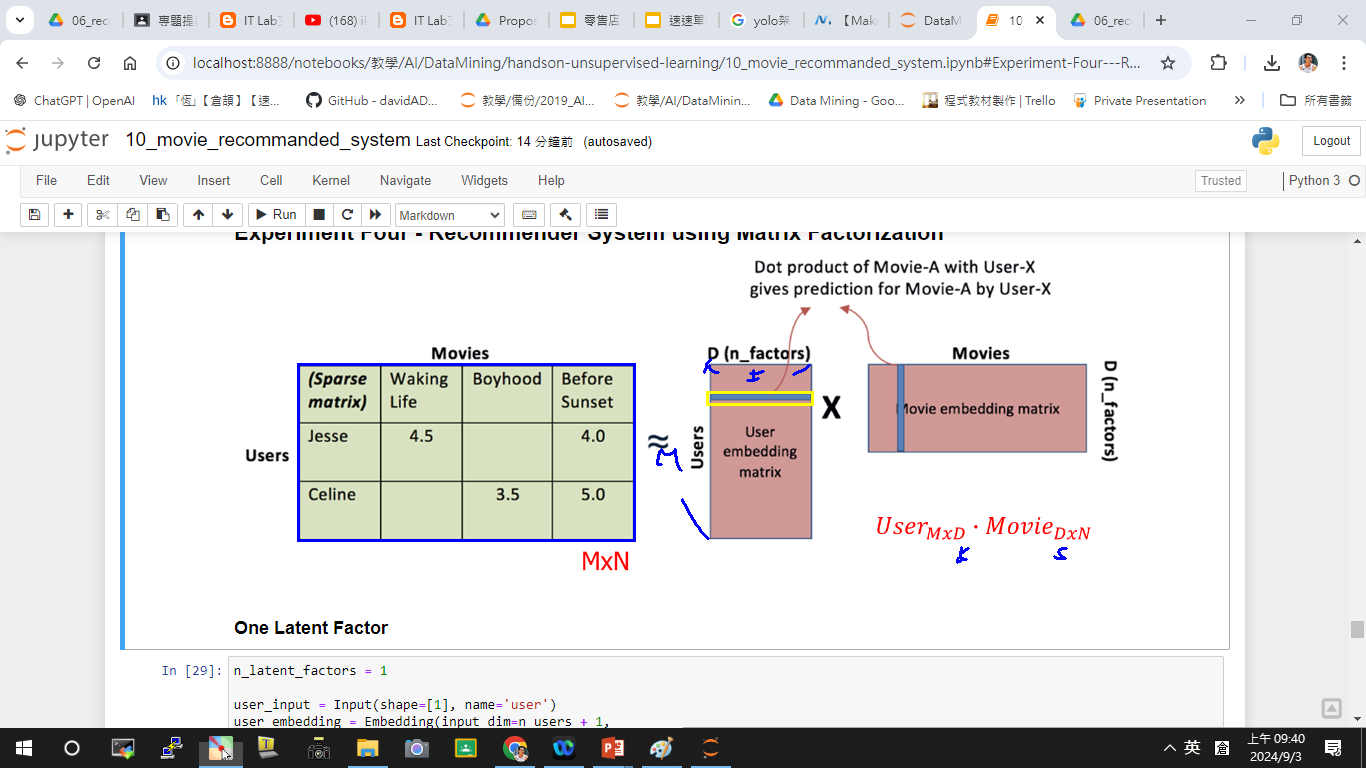 06_rec
專題提
IT Lab
(168) i
IT Lab
Propos
零售店
速速車
yolo架
【Mak
DataM
10
06_rec
localhost:8888/notebooks/教學/AI/DataMining/handson-unsupervised-learning/10_movie_recommanded_system.ipynb#Experiment-Four---R...
ChatGPT | OpenAI
hk「恆」【倉頡】【速...
GitHub - davidAD...
教學/備份/2019_AI...
教學/AI/DataMinin...
Data Mining - Goo...
程式教材製作 | Trello
Private Presentation
»
所有書籤
jupyter 10_movie_recommanded_system Last Checkpoint: 14 分鐘前 (autosaved)
Logout
File Edit View Insert Cell Kernel Navigate Widgets Help
Trusted
Python 3
Run
Markdown
Experiment Four - Recommender System using Matrix Factorization
Dot product of Movie-A with User-X
gives prediction for Movie-A by User-X
Movies
D (n_factors)
Movies
(Sparse matrix) Waking Life Boyhood Before Sunset
Users
Jesse 4.5 4.0
Celine 3.5 5.0
MxN
≈
M
Users
User
embedding
matrix
X
Movie embedding matrix
D (n_factors)
User MxD · Movie DxN
One Latent Factor
In [29]:
n_latent_factors = 1
user_input = Input(shape=[1], name='user')
user_embedding = Embedding(input_dim=n_users + 1,
英
倉
上午 09:40
2024/9/3